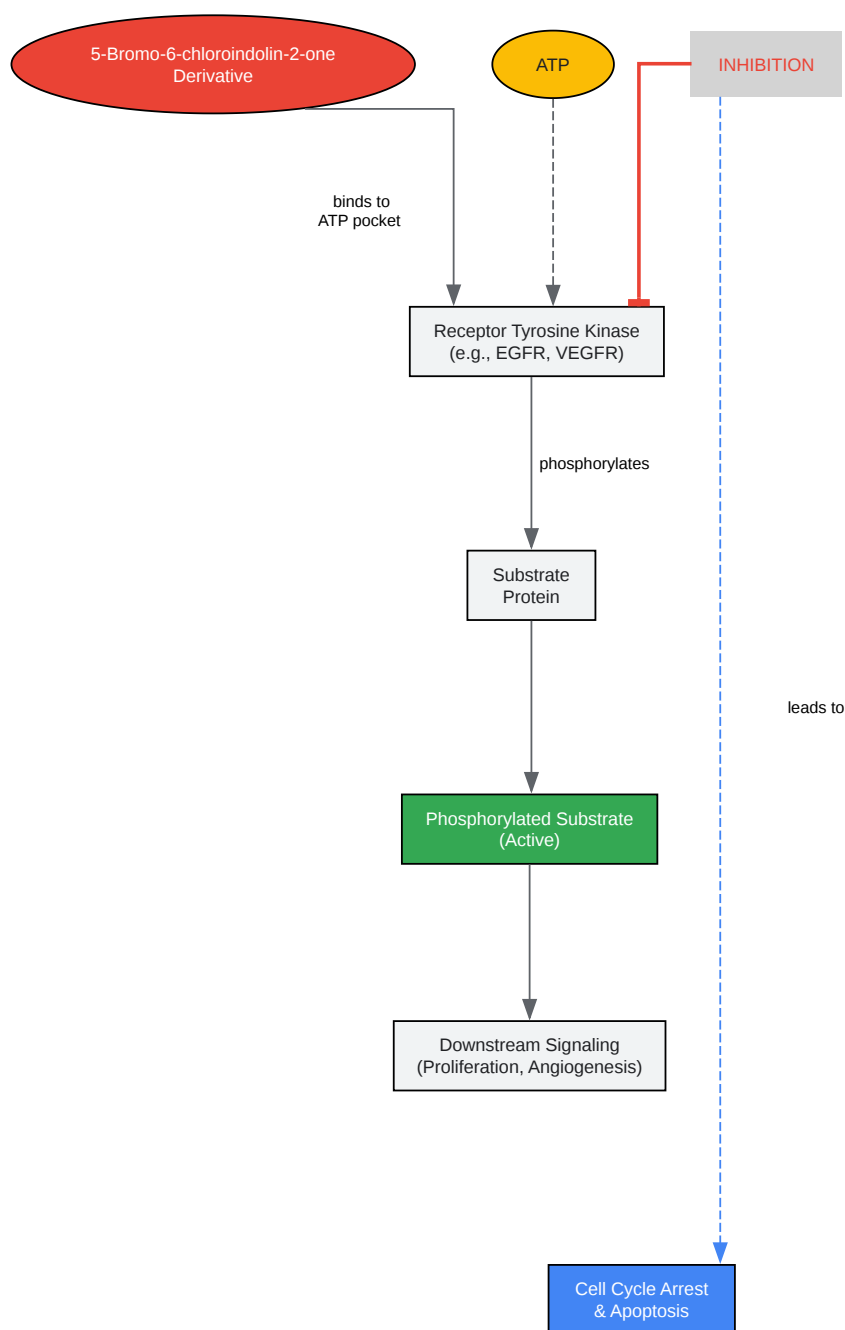 5-Bromo-6-chloroindolin-2-one
Derivative
ATP
INHIBITION
binds to
ATP pocket
Receptor Tyrosine Kinase
(e.g., EGFR, VEGFR)
phosphorylates
Substrate
Protein
leads to
Phosphorylated Substrate
(Active)
Downstream Signaling
(Proliferation, Angiogenesis)
Cell Cycle Arrest
& Apoptosis